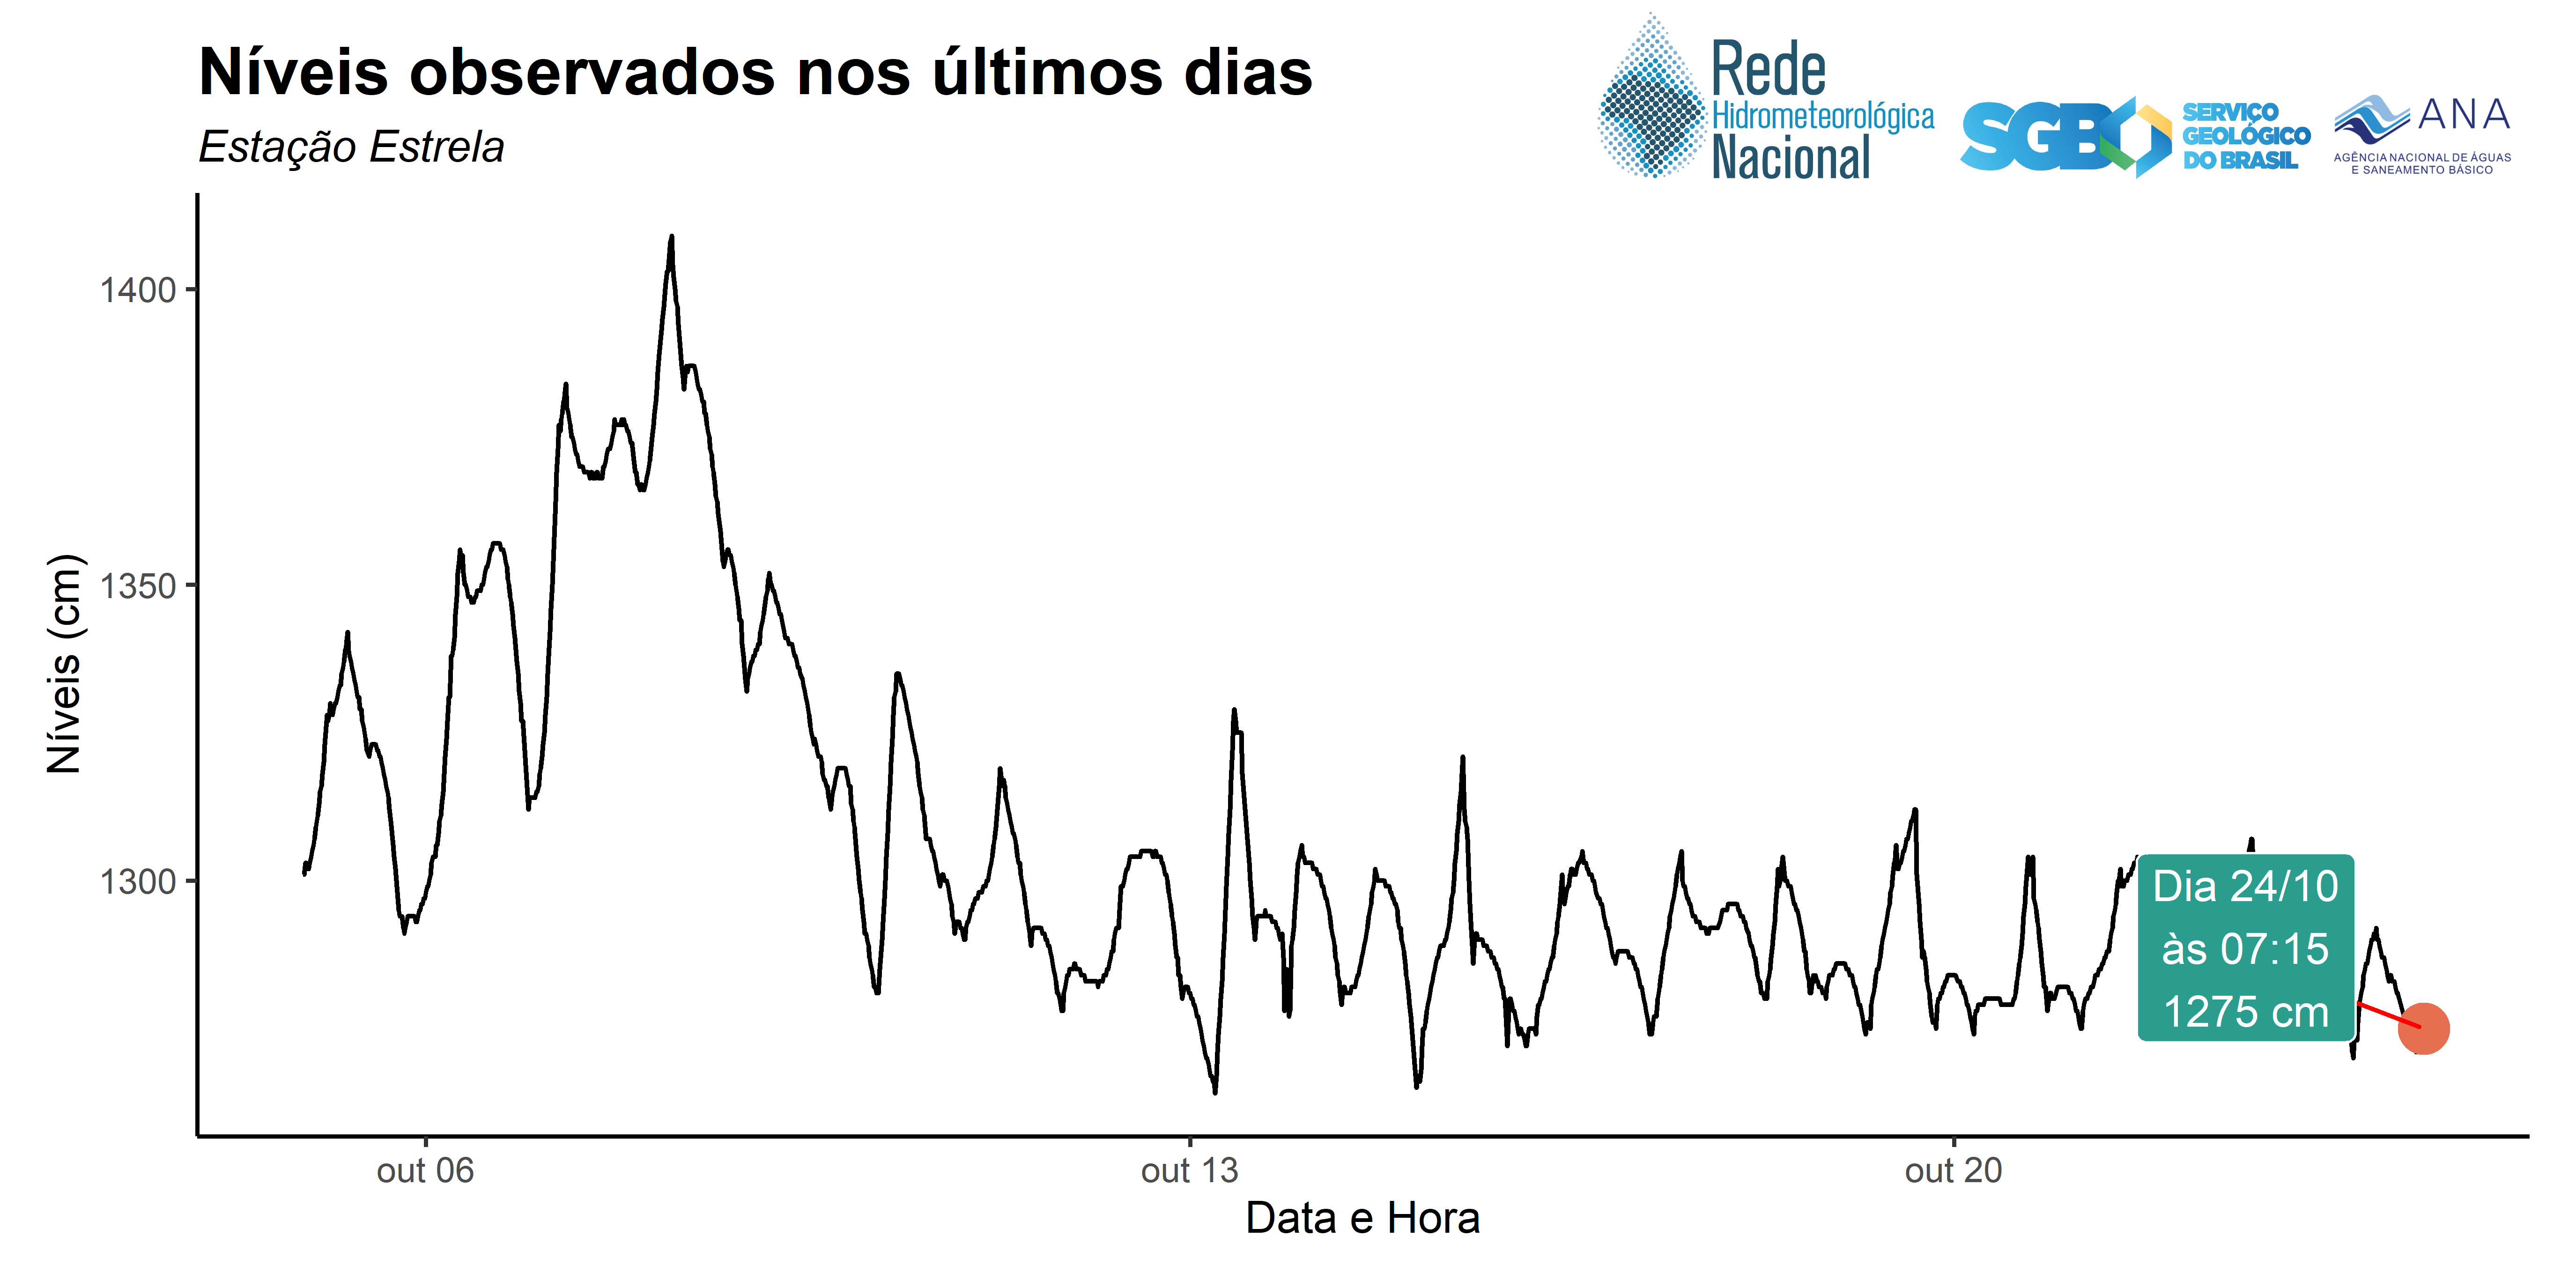 Níveis observados nos últimos dias
Estação Estrela
Rede
Hidrometeorológica
Nacional
SGB
SERVIÇO
GEOLÓGICO
DO BRASIL
ANA
AGÊNCIA NACIONAL DE ÁGUAS
E SANEAMENTO BÁSICO
Níveis (cm)
1400
1350
1300
Dia 24/10
às 07:15
1275 cm
out 06
out 13
out 20
Data e Hora